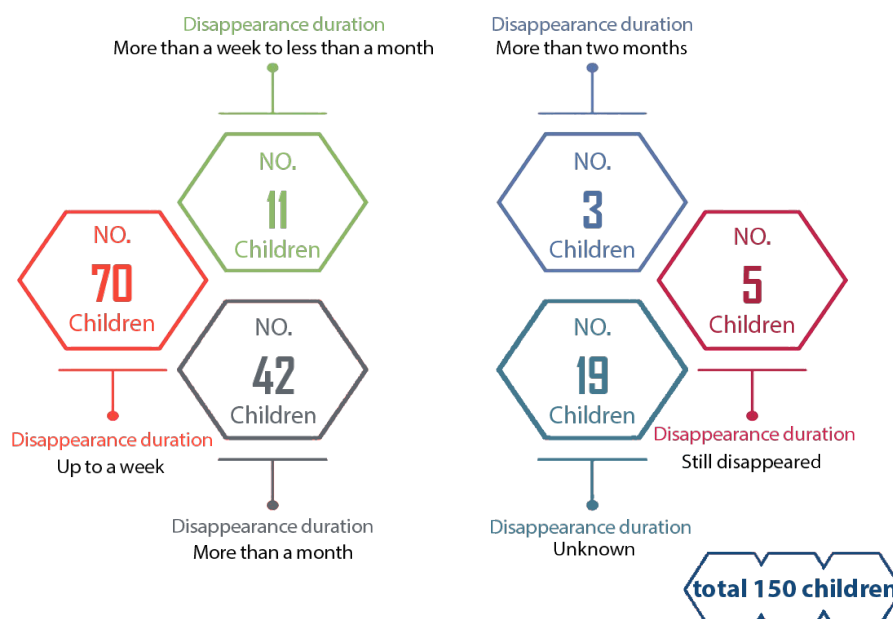 Disappearance duration
More than a week to less than a month
Disappearance duration
More than two months
NO.
11
Children
NO.
3
Children
NO.
70
Children
NO.
5
Children
NO.
42
Children
NO.
19
Children
Disappearance duration
Up to a week
Disappearance duration
Still disappeared
Disappearance duration
More than a month
Disappearance duration
Unknown
total 150 children